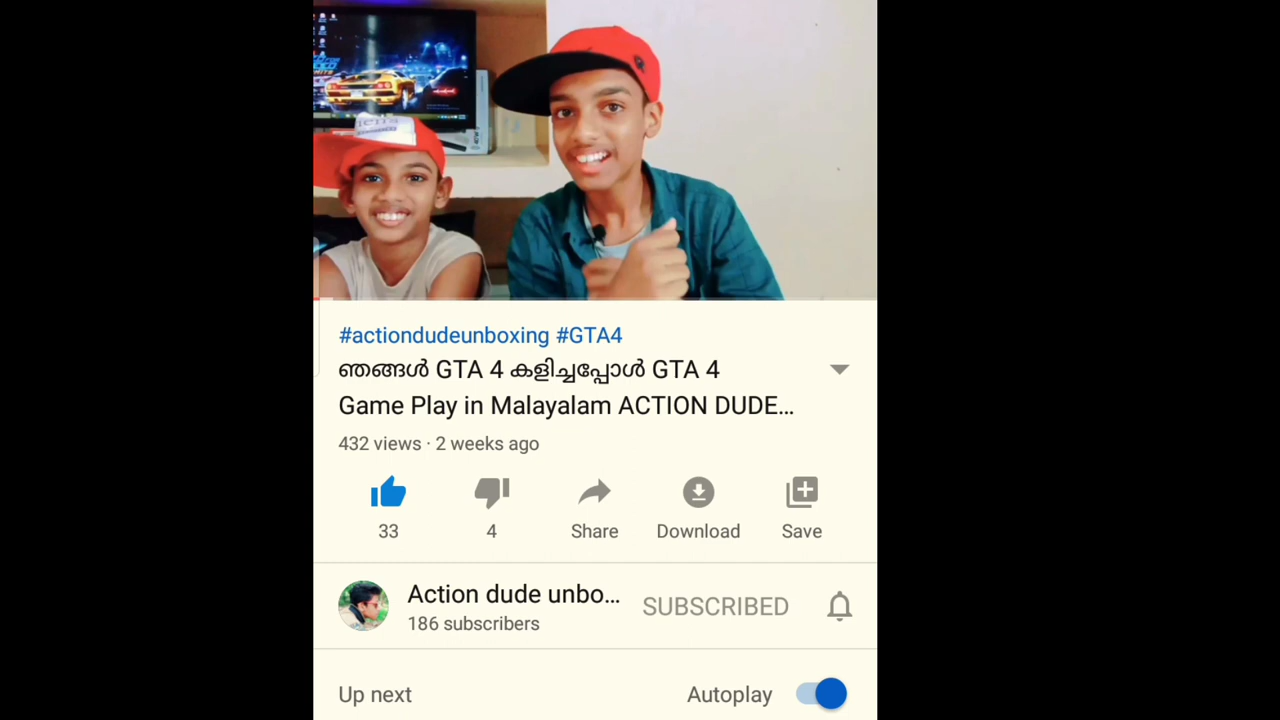 #actiondudeunboxing #GTA4
ഞങ്ങൾ GTA 4 കളിച്ചപ്പോൾ GTA 4
Game Play in Malayalam ACTION DUDE...
432 views · 2 weeks ago
33
4
Share
Download
Save
Action dude unbo...
SUBSCRIBED
186 subscribers
Up next
Autoplay